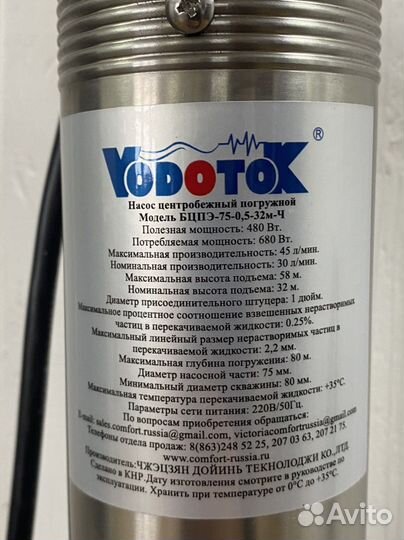 VODOTOK ®
Насос центробежный погружной
Модель БЦПЭ-75-0,5-32м-Ч
Полезная мощность: 480 Вт.
Потребляемая мощность: 680 Вт.
Максимальная производительность: 45 л/мин.
Номинальная производительность: 30 л/мин.
Максимальная высота подъема: 58 м.
Номинальная высота подъема: 32 м.
Диаметр присоединительного штуцера: 1 дюйм.
Максимальное процентное соотношение взвешенных нерастворимых
частиц в перекачиваемой жидкости: 0.25%.
Максимальный линейный размер нерастворимых частиц в
перекачиваемой жидкости: 2,2 мм.
Максимальная глубина погружения: 80 м.
Диаметр насосной части: 75 мм.
Минимальный диаметр скважины: 80 мм.
Максимальная температура перекачиваемой жидкости: +35°C.
Параметры сети питания: 220В/50Гц.
По вопросам приобретения обращаться:
E-mail: sales.comfort.russia@gmail.com, victoriacomfortrussia@gmail.com
Телефоны отдела продаж: 8(863)248 52 25, 207 03 63, 207 21 75.
www.comfort-russia.ru
Производитель:ЧЖЭЦЗЯН ДОЙИНЬ ТЕКНОЛОДЖИ КО.,ЛТД
Сделано в КНР.Дату изготовления смотрите в руководстве по
эксплуатации. Хранить при температуре от 0°C до +35°C.
Avito